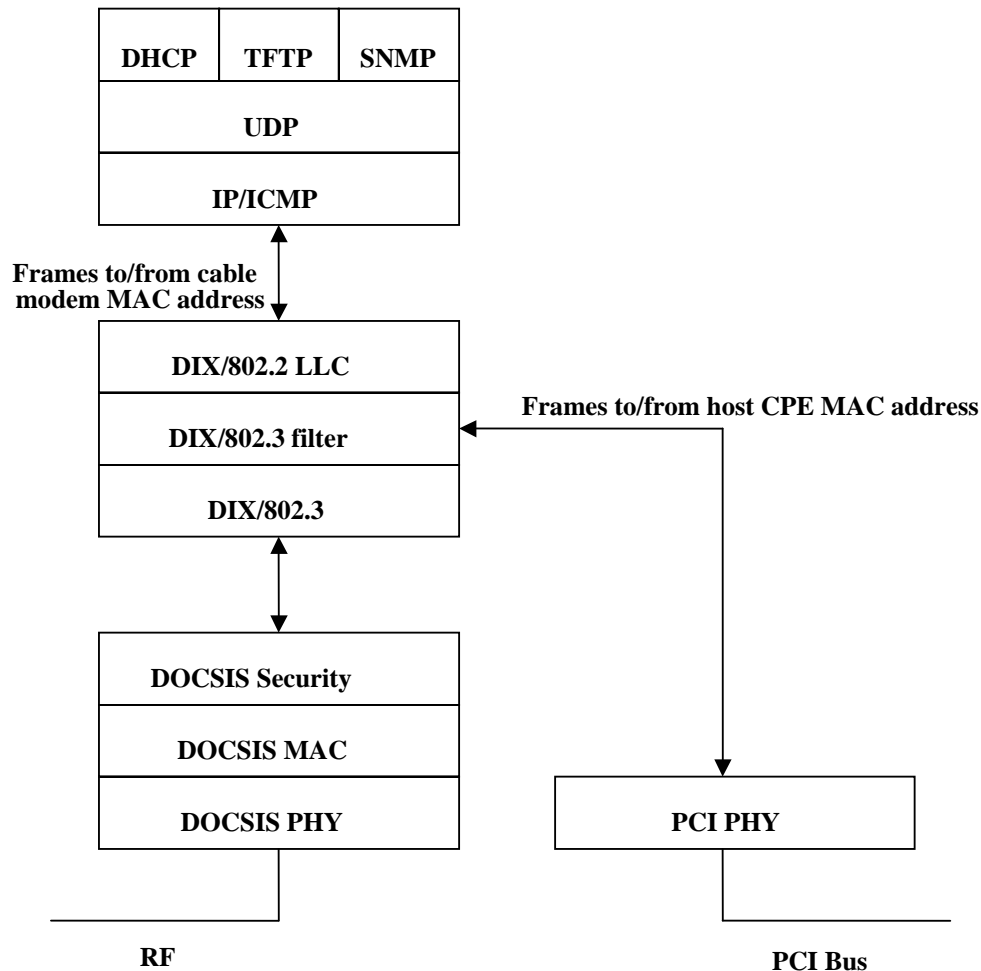 DHCP TFTP SNMP
UDP
IP/ICMP
Frames to/from cable
modem MAC address
DIX/802.2 LLC
Frames to/from host CPE MAC address
DIX/802.3 filter
DIX/802.3
DOCSIS Security
DOCSIS MAC
DOCSIS PHY
PCI PHY
RF
PCI Bus